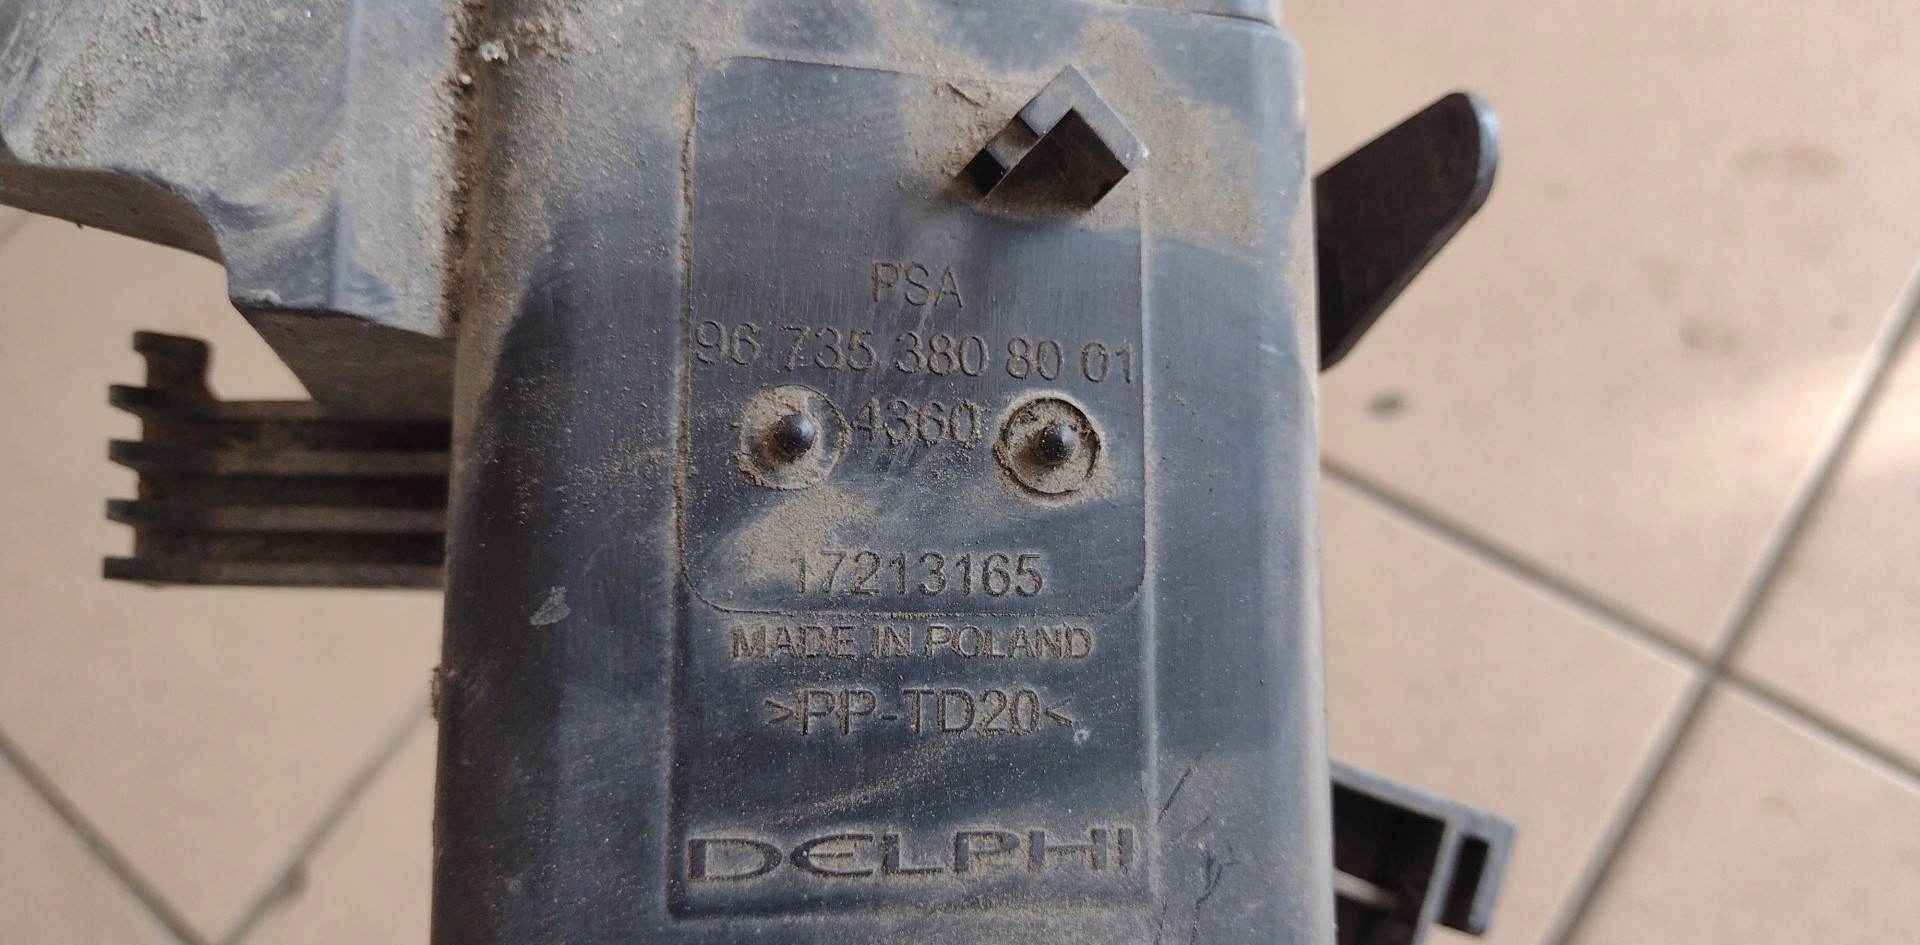 PSA
96 735 380 80 01
4360
17213165
MADE IN POLAND
>PP-TD20<
DELPHI